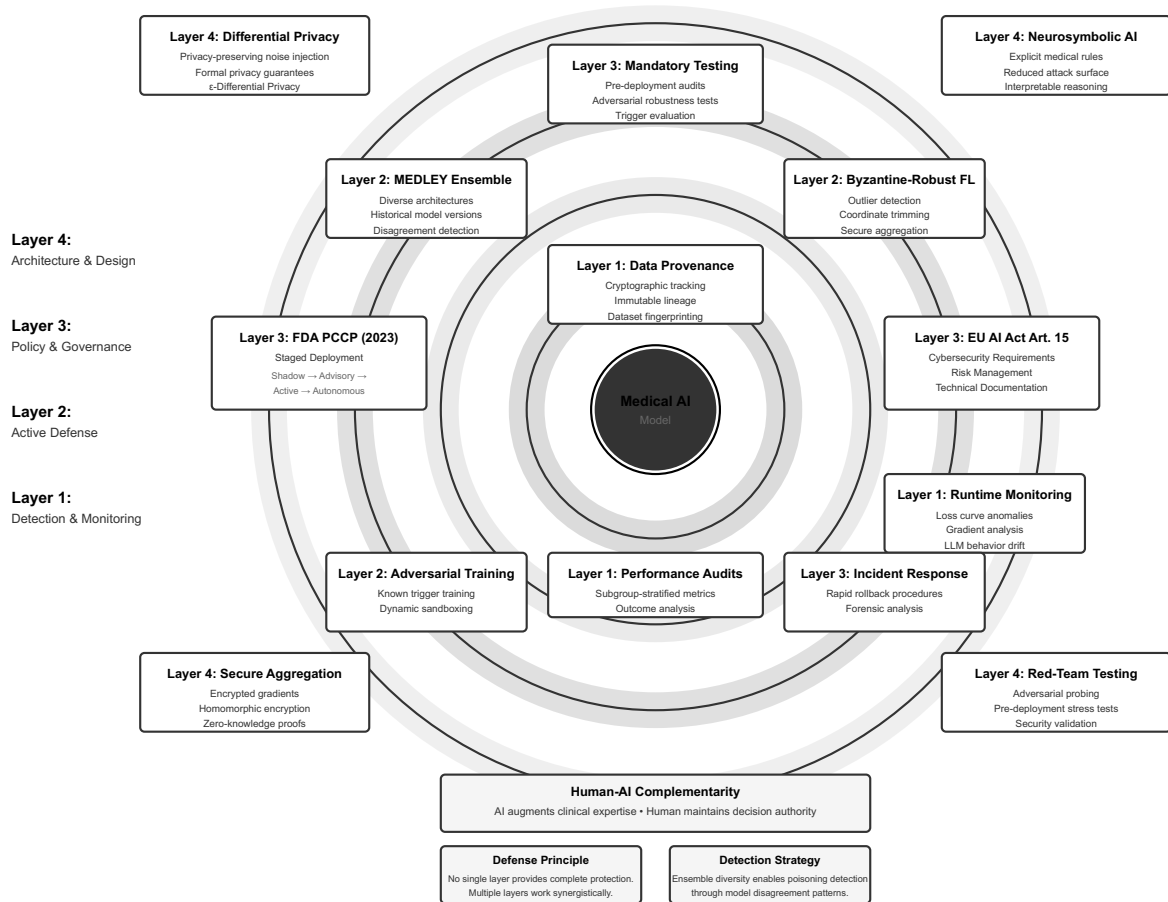 Layer 4: Differential Privacy
Privacy-preserving noise injection
Formal privacy guarantees
ε-Differential Privacy
Layer 3: Mandatory Testing
Pre-deployment audits
Adversarial robustness tests
Trigger evaluation
Layer 4: Neurosymbolic AI
Explicit medical rules
Reduced attack surface
Interpretable reasoning
Layer 2: MEDLEY Ensemble
Diverse architectures
Historical model versions
Disagreement detection
Layer 2: Byzantine-Robust FL
Outlier detection
Coordinate trimming
Secure aggregation
Layer 4:
Architecture & Design
Layer 1: Data Provenance
Cryptographic tracking
Immutable lineage
Dataset fingerprinting
Layer 3:
Policy & Governance
Layer 3: FDA PCCP (2023)
Staged Deployment
Shadow → Advisory →
Active → Autonomous
Layer 3: EU AI Act Art. 15
Cybersecurity Requirements
Risk Management
Technical Documentation
Medical AI
Model
Layer 2:
Active Defense
Layer 1:
Detection & Monitoring
Layer 1: Runtime Monitoring
Loss curve anomalies
Gradient analysis
LLM behavior drift
Layer 2: Adversarial Training
Known trigger training
Dynamic sandboxing
Layer 1: Performance Audits
Subgroup-stratified metrics
Outcome analysis
Layer 3: Incident Response
Rapid rollback procedures
Forensic analysis
Layer 4: Secure Aggregation
Encrypted gradients
Homomorphic encryption
Zero-knowledge proofs
Layer 4: Red-Team Testing
Adversarial probing
Pre-deployment stress tests
Security validation
Human-AI Complementarity
AI augments clinical expertise • Human maintains decision authority
Defense Principle
No single layer provides complete protection.
Multiple layers work synergistically.
Detection Strategy
Ensemble diversity enables poisoning detection
through model disagreement patterns.